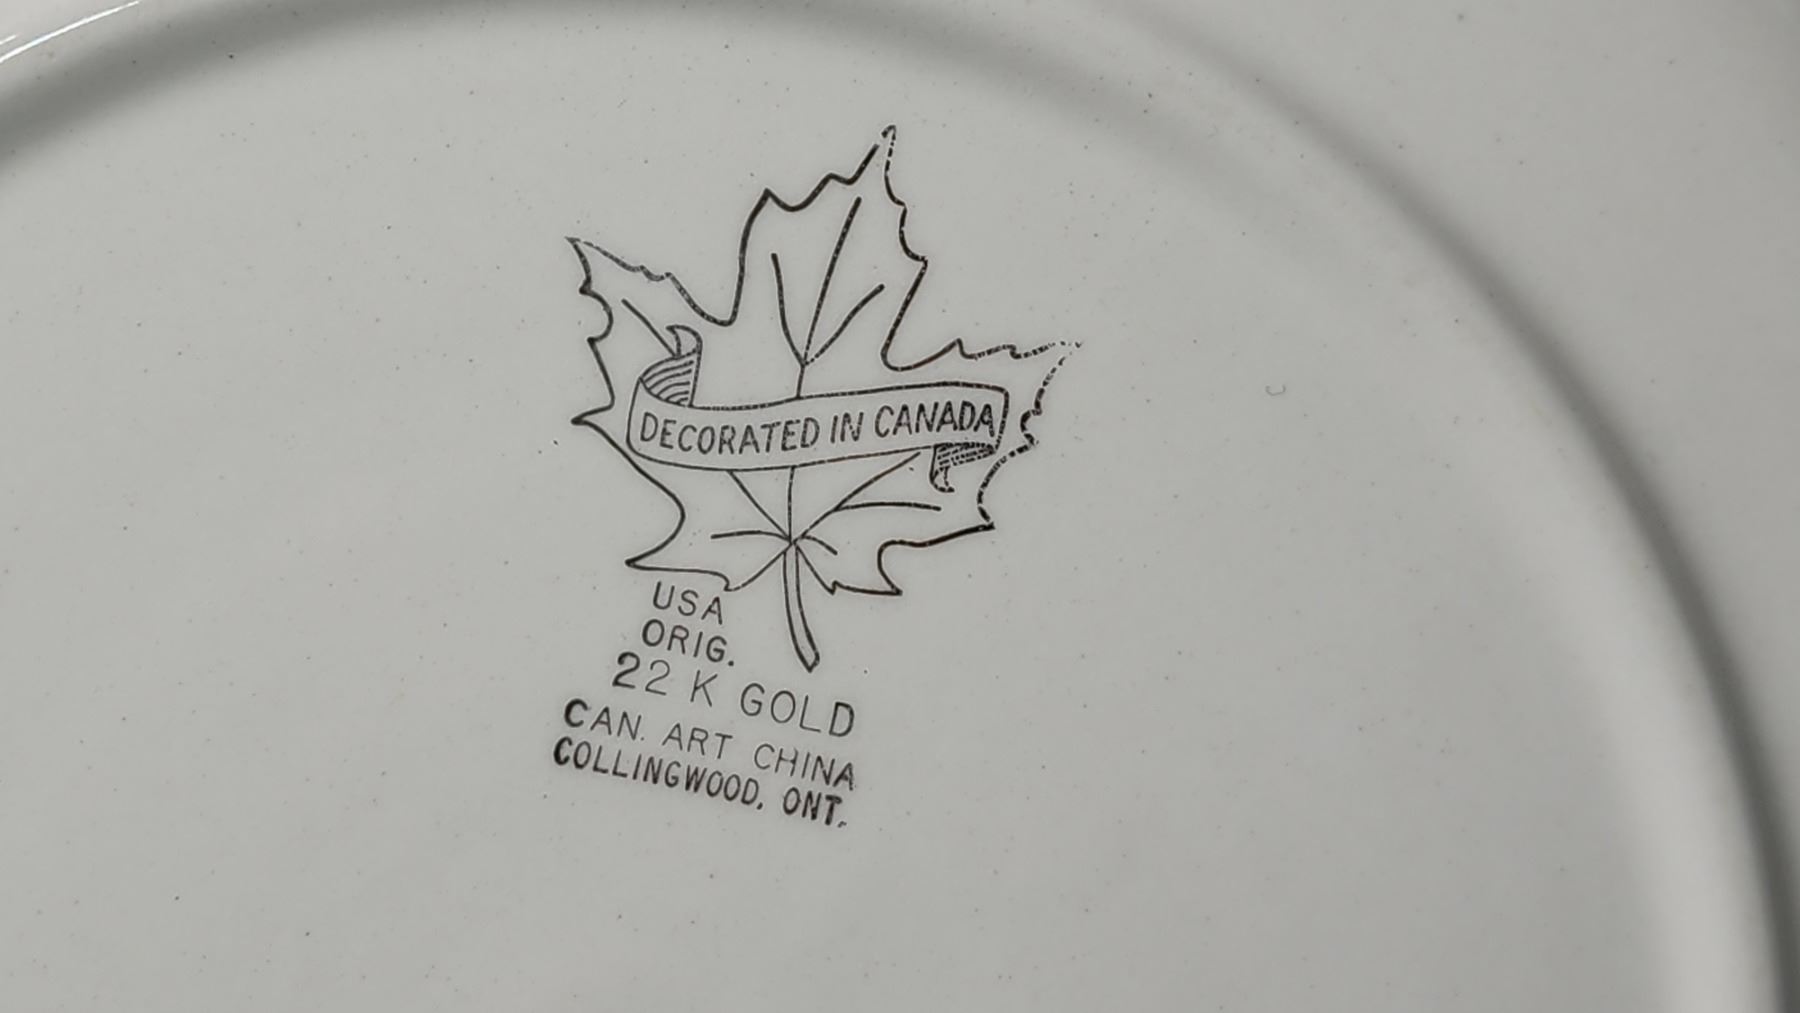 DECORATED IN CANADA
USA
ORIG.
22 K GOLD
CAN. ART CHINA
COLLINGWOOD, ONT.